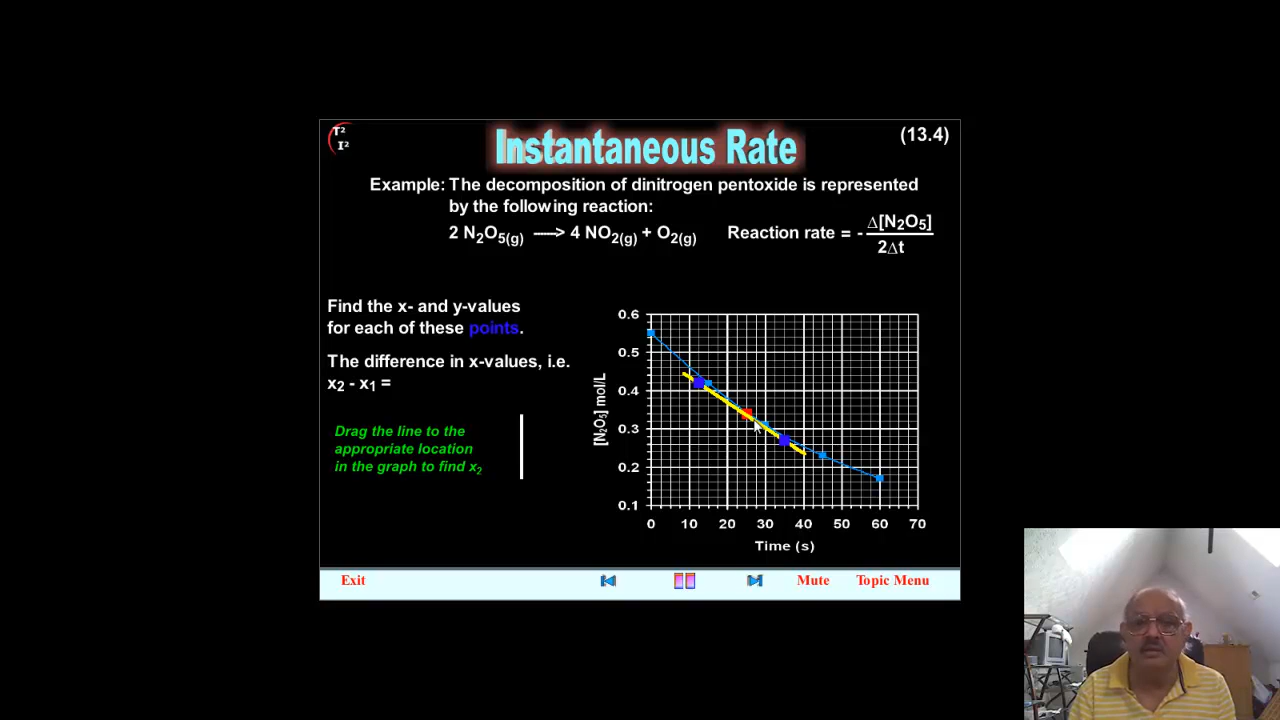 T²
I²
Instantaneous Rate
(13.4)
Example: The decomposition of dinitrogen pentoxide is represented
by the following reaction:
2 N₂O₅(g) ----> 4 NO₂(g) + O₂(g)
Reaction rate = - Δ[N₂O₅]
2Δt
Find the x- and y-values
for each of these points.
The difference in x-values, i.e.
x₂ - x₁ =
Drag the line to the
appropriate location
in the graph to find x₂
[N₂O₅] mol/L
0.6
0.5
0.4
0.3
0.2
0.1
0 10 20 30 40 50 60 70
Time (s)
Exit
Mute
Topic Menu